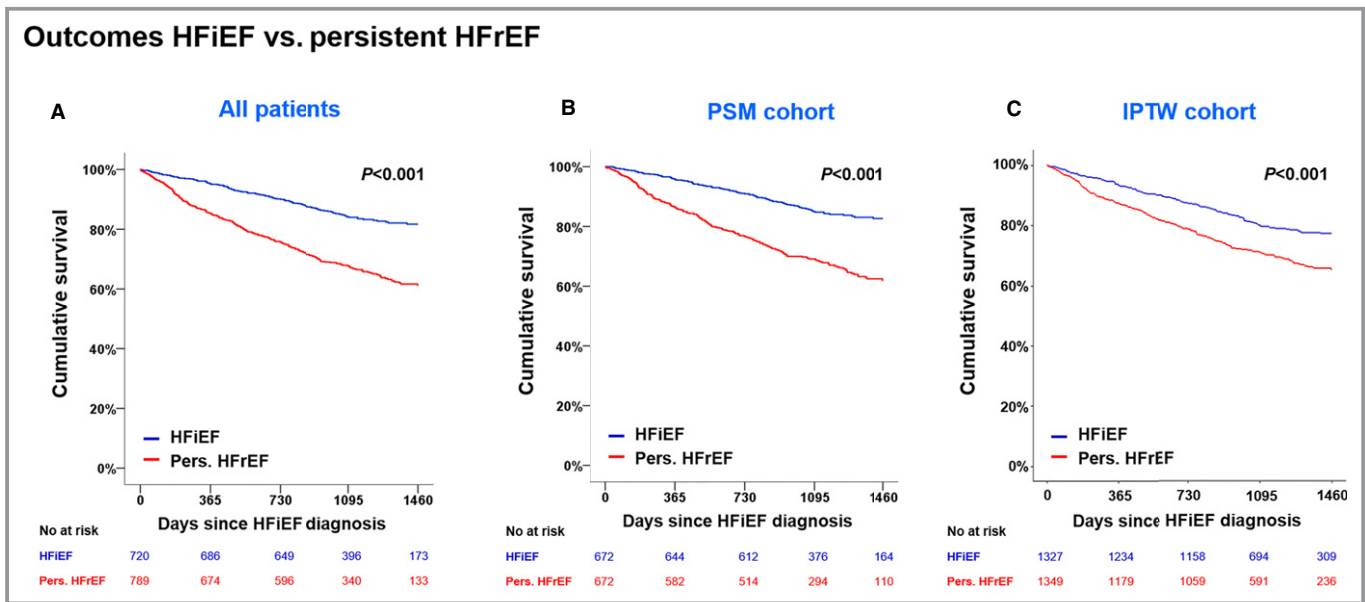 Outcomes HFiEF vs. persistent HFrEF
A
All patients
P<0.001
Cumulative survival
100%
80%
60%
40%
20%
0%
HFiEF
Pers. HFrEF
0 365 730 1095 1460
Days since HFiEF diagnosis
No at risk
HFiEF 720 686 649 396 173
Pers. HFrEF 789 674 596 340 133
B
PSM cohort
P<0.001
Cumulative survival
100%
80%
60%
40%
20%
0%
HFiEF
Pers. HFrEF
0 365 730 1095 1460
Days since HFiEF diagnosis
No at risk
HFiEF 672 644 612 376 164
Pers. HFrEF 672 582 514 294 110
C
IPTW cohort
P<0.001
Cumulative survival
100%
80%
60%
40%
20%
0%
HFiEF
Pers. HFrEF
0 365 730 1095 1460
Days since HFiEF diagnosis
No at risk
HFiEF 1327 1234 1158 694 309
Pers. HFrEF 1349 1179 1059 591 236